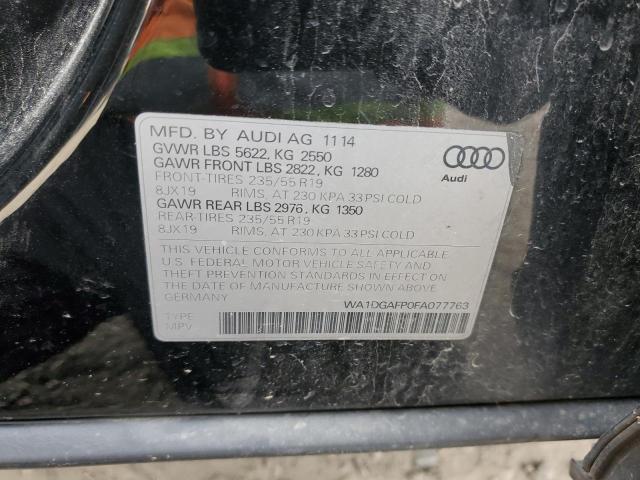 MFD. BY AUDI AG 11 14
GVWR LBS 5622, KG 2550
GAWR FRONT LBS 2822, KG 1280
FRONT-TIRES 235/55 R19
8JX19 RIMS, AT 230 KPA 33 PSI COLD
GAWR REAR LBS 2976, KG 1350
REAR-TIRES 235/55 R19
8JX19 RIMS, AT 230 KPA 33 PSI COLD
Audi
THIS VEHICLE CONFORMS TO ALL APPLICABLE
U.S. FEDERAL MOTOR VEHICLE SAFETY AND
THEFT PREVENTION STANDARDS IN EFFECT ON
THE DATE OF MANUFACTURE SHOWN ABOVE.
GERMANY
WA1DGAFP0FA077763
TYPE
MPV